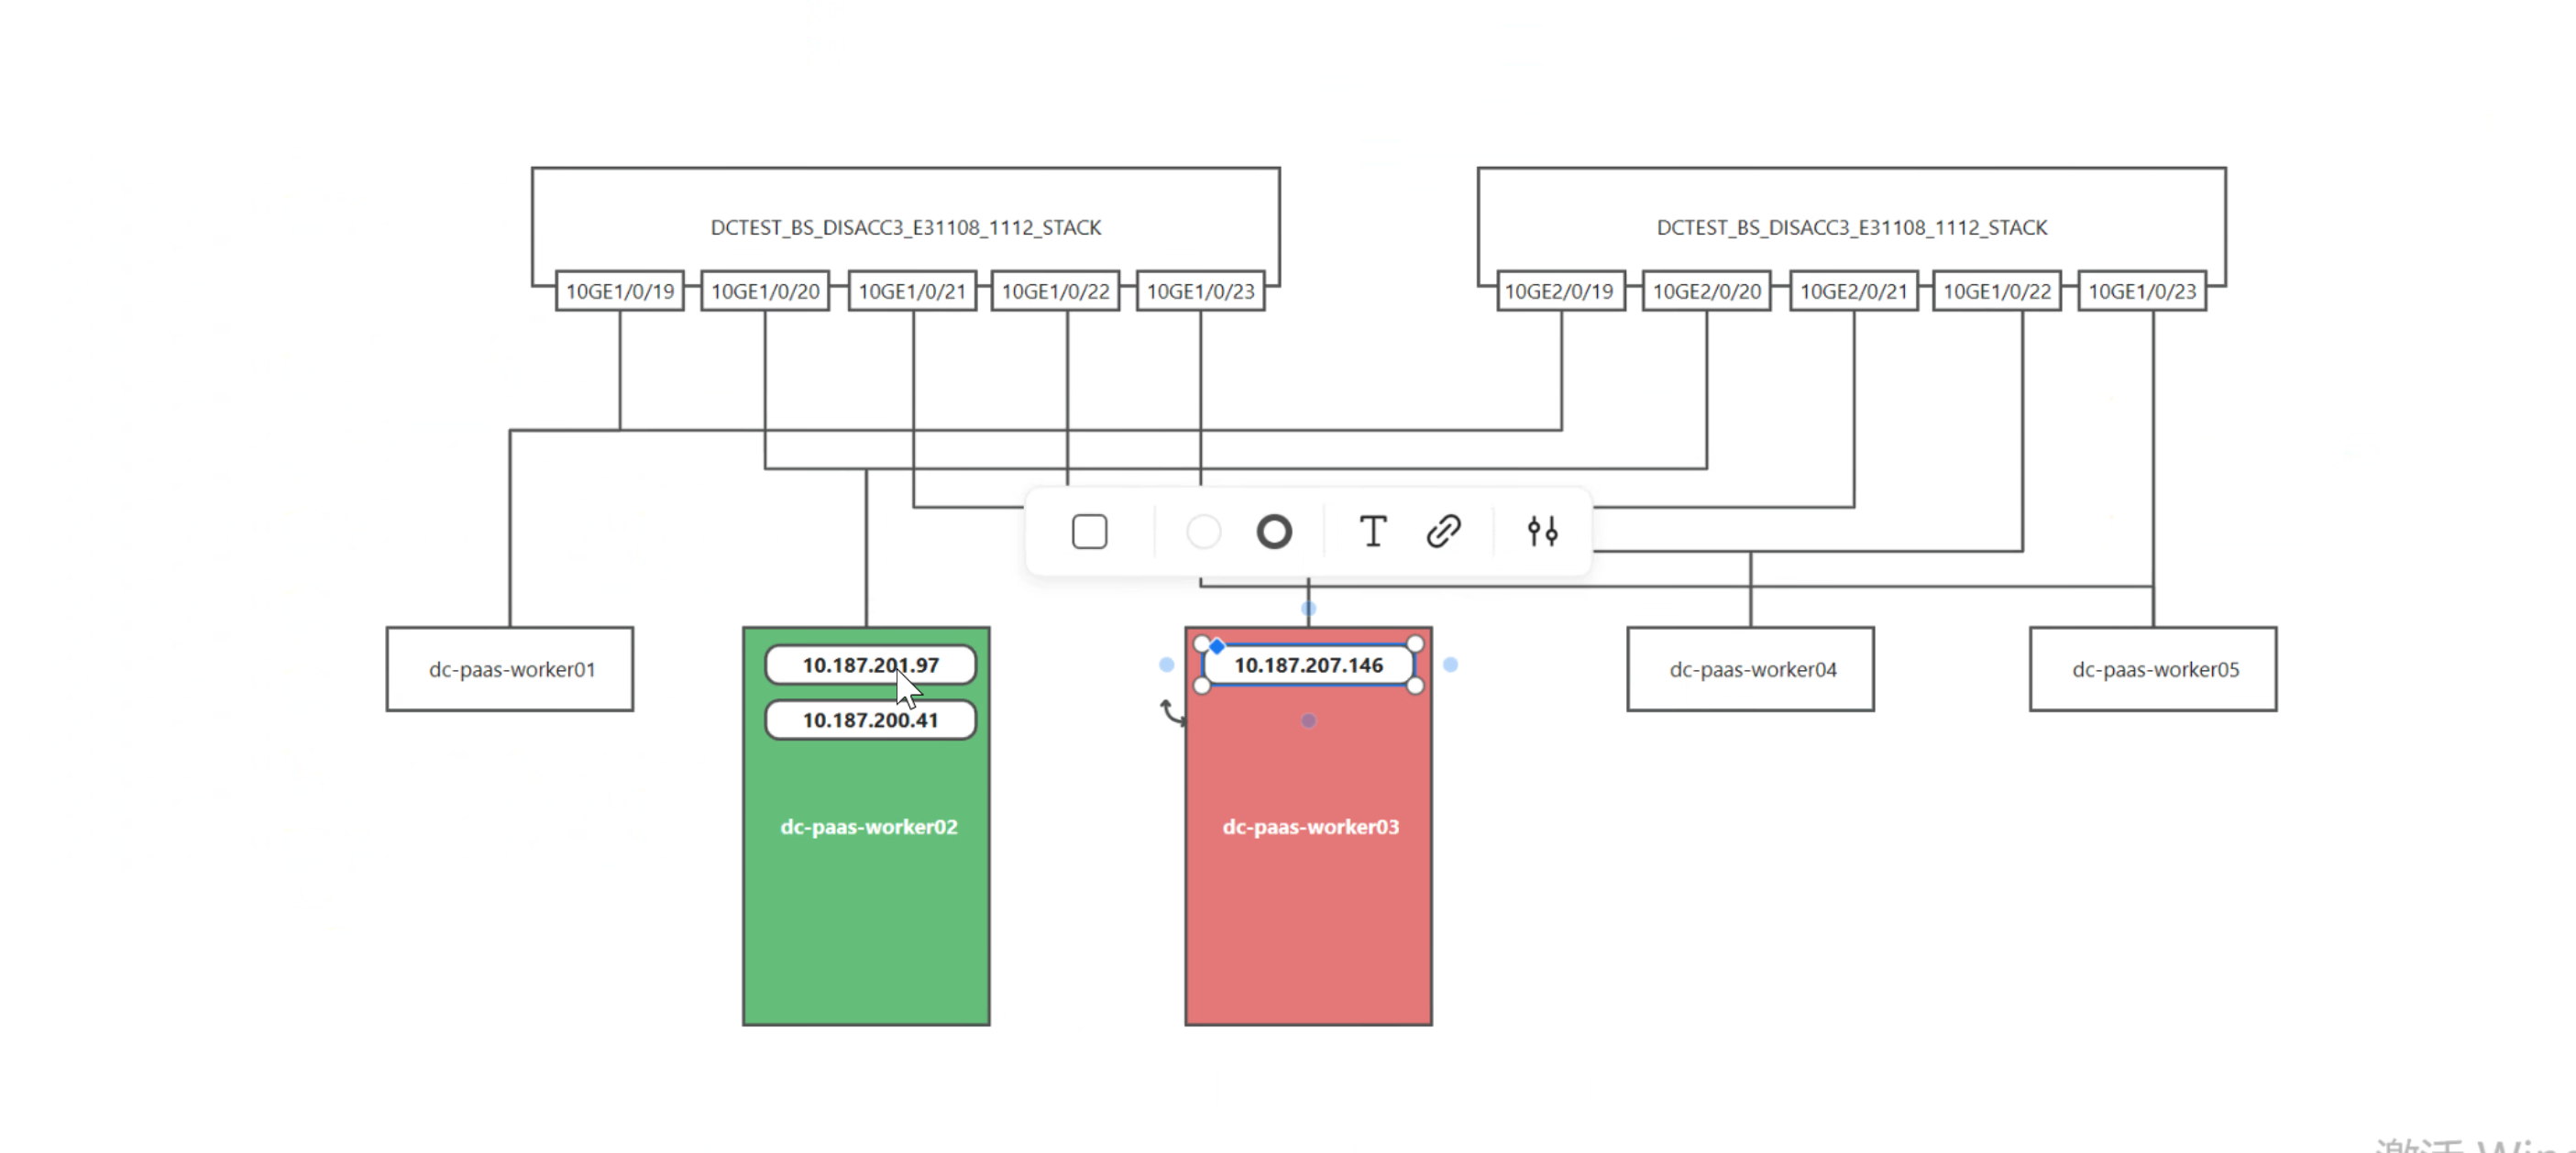 DCTEST_BS_DISACC3_E31108_1112_STACK
DCTEST_BS_DISACC3_E31108_1112_STACK
10GE1/0/19
10GE1/0/20
10GE1/0/21
10GE1/0/22
10GE1/0/23
10GE2/0/19
10GE2/0/20
10GE2/0/21
10GE1/0/22
10GE1/0/23
T
dc-paas-worker01
10.187.201.97
10.187.200.41
dc-paas-worker02
10.187.207.146
dc-paas-worker03
dc-paas-worker04
dc-paas-worker05
激活